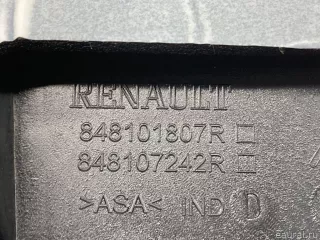 RENAULT
848101807R □
848107242R □
>ASA< IND D